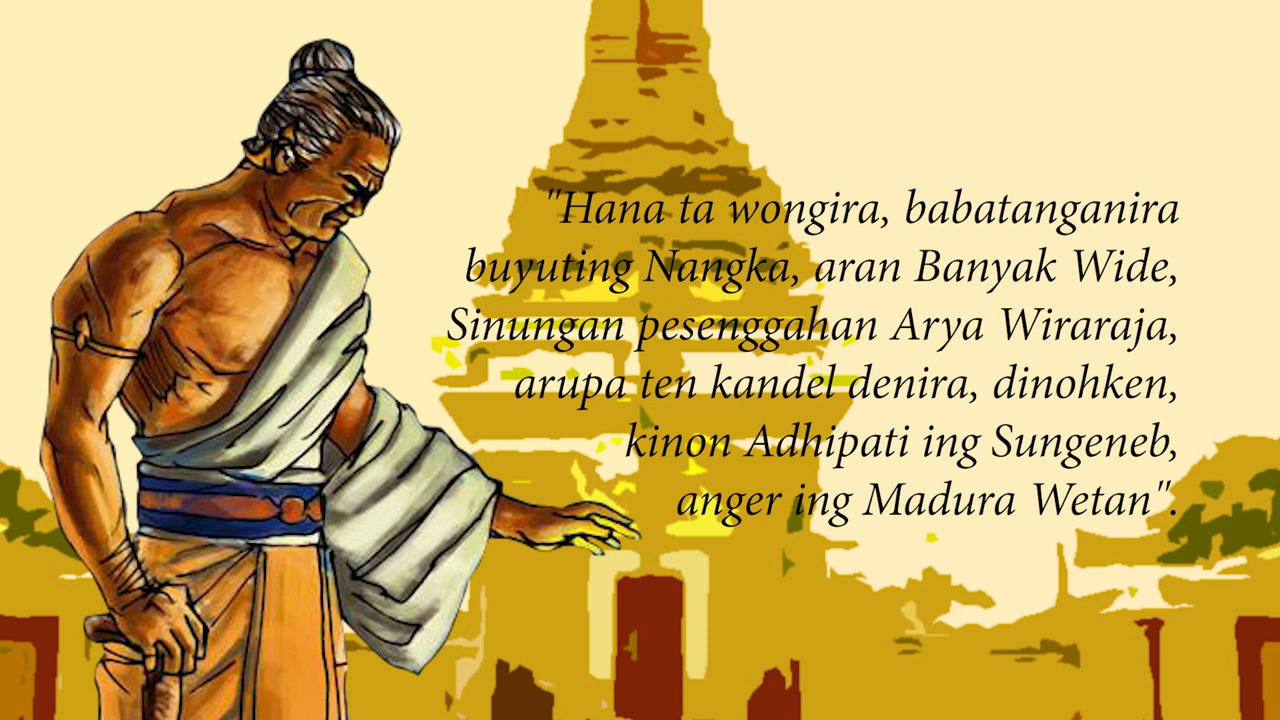 "Hana ta wongira, babatanganira
buyuting Nangka, aran Banyak Wide,
Sinungan pesenggahan Arya Wiraraja,
arupa ten kandel denira, dinohken,
kinon Adhipati ing Sungeneb,
anger ing Madura Wetan".